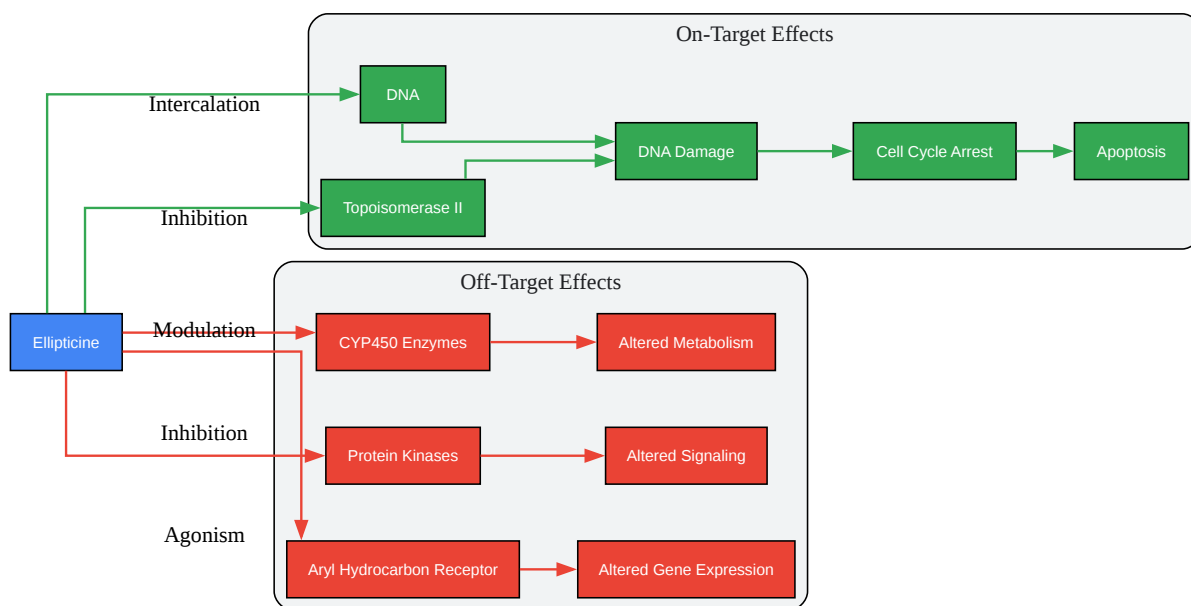 On-Target Effects
Intercalation
DNA
DNA Damage
Cell Cycle Arrest
Apoptosis
Inhibition
Topoisomerase II
Off-Target Effects
Ellipticine
Modulation
CYP450 Enzymes
Altered Metabolism
Inhibition
Protein Kinases
Altered Signaling
Agonism
Aryl Hydrocarbon Receptor
Altered Gene Expression